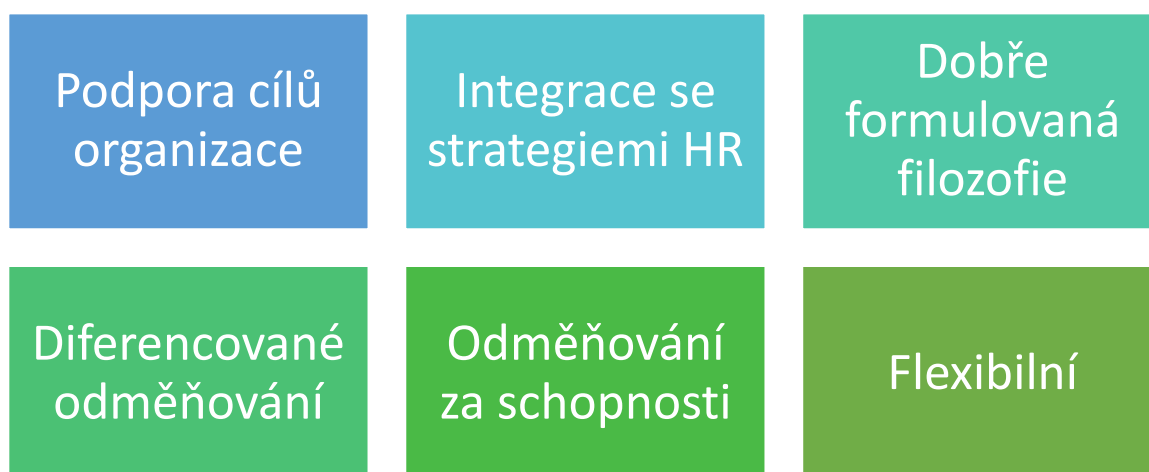 Podpora cílů
organizace
Integrace se
strategiemi HR
Dobře
formulovaná
filozofie
Diferencované
odměňování
Odměňování
za schopnosti
Flexibilní